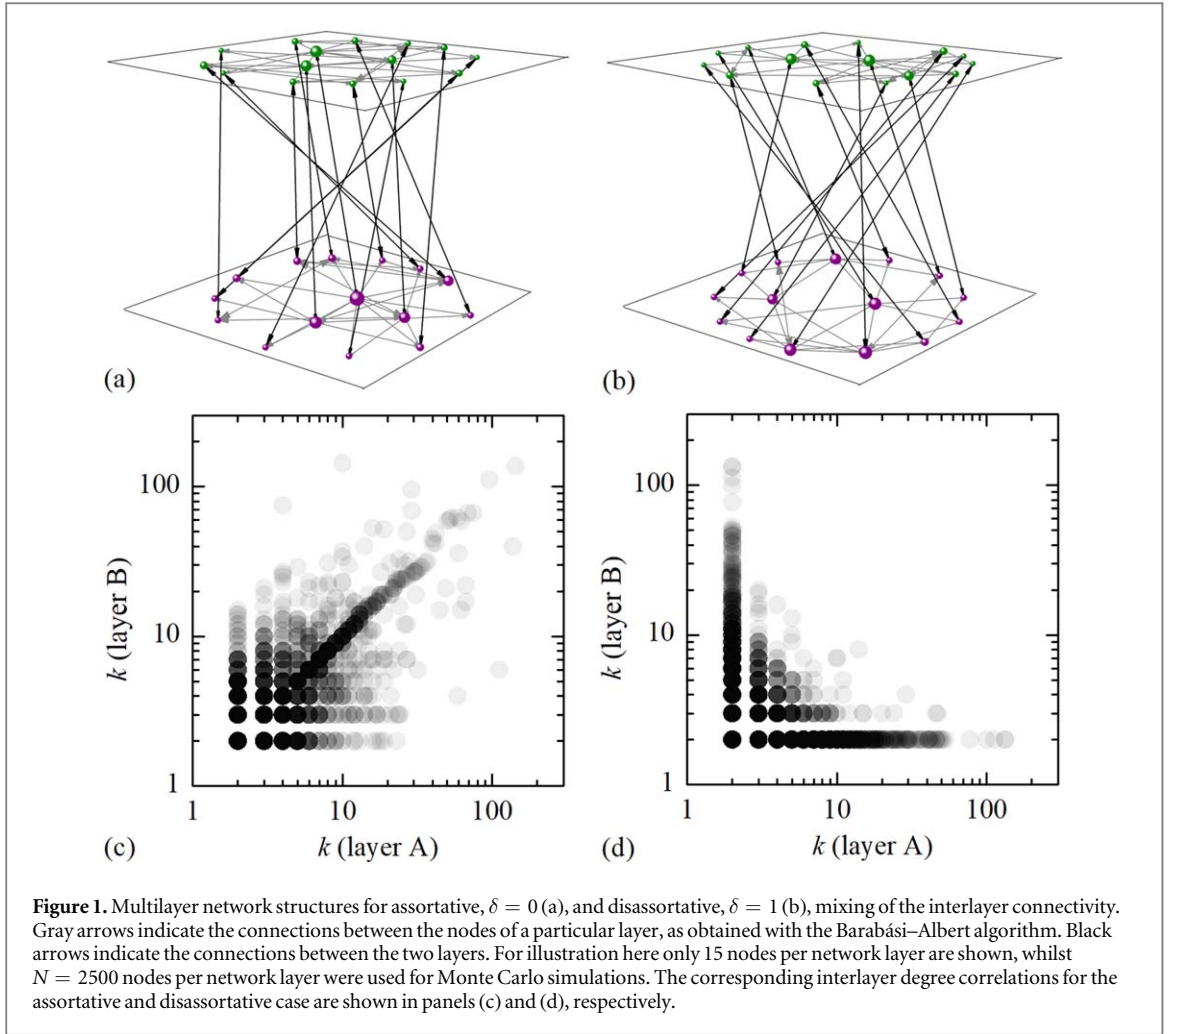 (a)
(b)
100
10
1
k (layer B)
1
10
100
(c)
k (layer A)
100
10
1
k (layer B)
1
10
100
(d)
k (layer A)
Figure 1. Multilayer network structures for assortative, δ = 0 (a), and disassortative, δ = 1 (b), mixing of the interlayer connectivity.
Gray arrows indicate the connections between the nodes of a particular layer, as obtained with the Barabási–Albert algorithm. Black
arrows indicate the connections between the two layers. For illustration here only 15 nodes per network layer are shown, whilst
N = 2500 nodes per network layer were used for Monte Carlo simulations. The corresponding interlayer degree correlations for the
assortative and disassortative case are shown in panels (c) and (d), respectively.